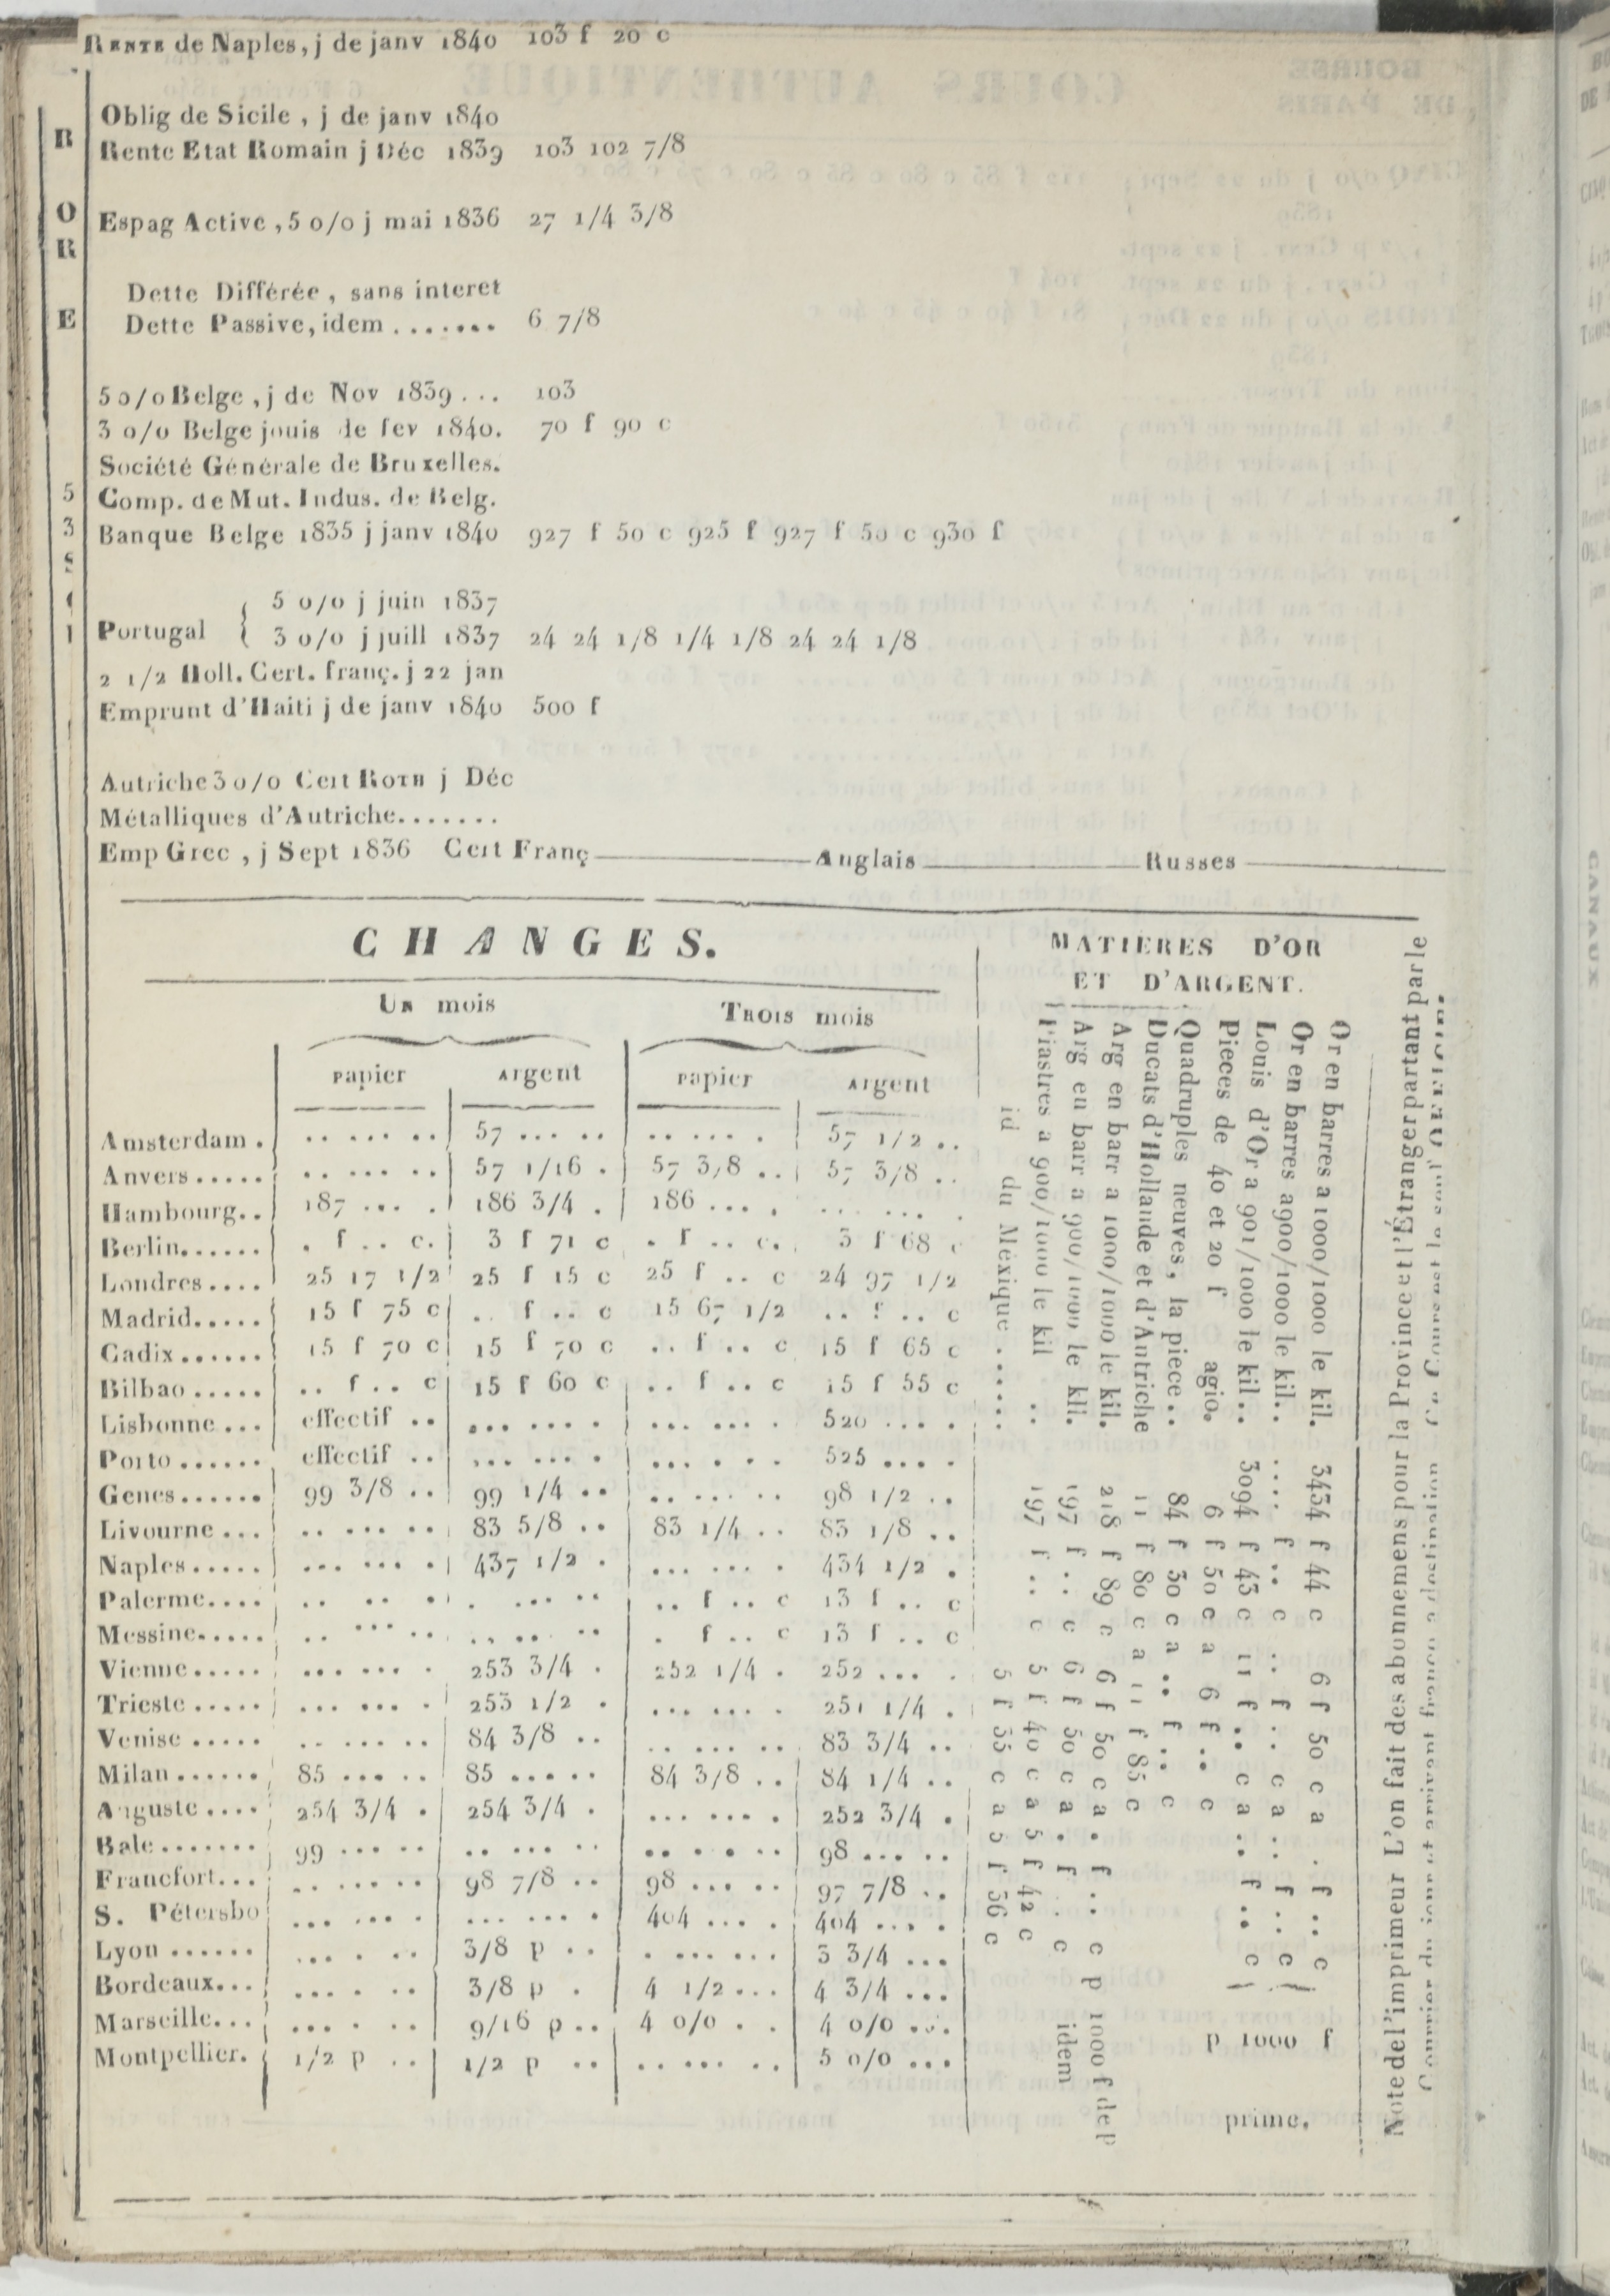 RENTE de Naples, j de janv 1840 103 f 20 c
Oblig de Sicile, j de janv 1840
Rente Etat Romain j Déc 1839 103 102 7/8
Espag Active, 5 o/o j mai 1836 27 1/4 3/8
Dette Différée, sans interet
Dette Passive, idem ....... 6 7/8
5 o/o Belge, j de Nov 1839... 103
3 o/o Belge jouis de fev 1840. 70 f 90 c
Société Générale de Bruxelles.
Comp. de Mut. Indus. de Belg.
Banque Belge 1835 j janv 1840 927 f 50 c 925 f 927 f 50 c 930 f
Portugal { 5 o/o j juin 1837
3 o/o j juill 1837 24 24 1/8 1/4 1/8 24 24 1/8
2 1/2 Holl. Cert. franç. j 22 jan
Emprunt d'Haiti j de janv 1840 500 f
Autriche 3 o/o Cert ROTH j Déc
Métalliques d'Autriche.......
Emp Grec, j Sept 1836 Cert Franç Anglais Russes
CHANGES.
UN mois TROIS mois
Papier Argent Papier Argent
Amsterdam . .. ... .. 57 ... .. .. ... . 57 1/2 ..
Anvers ..... .. ... .. 57 1/16 . 57 3/8 .. 57 3/8 ..
Hambourg.. 187 ... . 186 3/4 . 186 ... . ... ... .
Berlin...... . f .. c. 3 f 71 c . f .. c. 3 f 68 c
Londres.... 25 17 1/2 25 f 15 c 25 f .. c 24 97 1/2
Madrid..... 15 f 75 c .. f .. c 15 67 1/2 .. f .. c
Cadix...... 15 f 70 c 15 f 70 c .. f .. c 15 f 65 c
Bilbao ..... .. f .. c 15 f 60 c .. f .. c 15 f 55 c
Lisbonne ... effectif .. ... ... . ... ... . 520 ... .
Porto ...... effectif .. ... ... . ... . . . 525 ... .
Genes...... 99 3/8 .. 99 1/4 .. .. ... .. 98 1/2 ..
Livourne ... .. ... .. 83 5/8 .. 83 1/4 .. 83 1/8 ..
Naples..... ... ... . 437 1/2 . ... ... . 434 1/2 .
Palerme.... .. .. . . ... .. .. f .. c 13 f .. c
Messine..... .. ... .. .. ... .. . f .. c 13 f .. c
Vienne..... ... ... . 253 3/4 . 252 1/4 . 252 ... .
Trieste ..... ... ... . 253 1/2 . ... ... . 251 1/4 .
Venise ..... .. ... .. 84 3/8 .. .. ... .. 83 3/4 ..
Milan ...... 85 ... .. 85 ... .. 84 3/8 .. 84 1/4 ..
Auguste .... 254 3/4 . 254 3/4 . ... ... . 252 3/4 .
Bale ....... 99 ... .. .. ... .. .. . . .. 98 ... ..
Francfort... .. ... .. 98 7/8 .. 98 ... .. 97 7/8 ..
S. Pétersbo ... ... . ... ... . 404 ... . 404 ... .
Lyon ...... ... . .. 3/8 p .. . ... ... 3 3/4 ...
Bordeaux... ... . .. 3/8 p . 4 1/2 ... 4 3/4 ...
Marseille... ... . .. 9/16 p .. 4 o/o . . 4 o/o ...
Montpellier. 1/2 p .. 1/2 p .. .. ... .. 5 o/o ...
MATIERES D'OR
ET D'ARGENT.
Or en barres a 1000/1000 le kil. 3434 f 44 c 6 f 50 c a . f .. c
Or en barres a 900/1000 le kil.. .... f .. c .. f .. c a .. f .. c
Louis d'Or a 901/1000 le kil .. 3094 f 43 c 11 f .. c a .. f .. c
p 1000 f
prime.
Pieces de 40 et 20 f agio. 6 f 50 c a 6 f .. c
Quadruples neuves, la piece .. 84 f 30 c a .. f .. c
Ducats d'Hollande et d'Autriche 11 f 80 c a 11 f 85 c
Arg en barr a 1000/1000 le kil. 218 f 89 c 6 f 50 c a . f .. c p 1000 f de p
Arg en barr a 900/1000 le kil. 197 f .. c 6 f 50 c a . f .. c idem
Piastres a 900/1000 le kil .. 197 f .. c 5 f 40 c a 5 f 42 c
id du Mexique ...... 5 f 35 c a 5 f 36 c
Note de l'imprimeur L'on fait des abonnemens pour la Province et l'Étranger partant par le
Courrier du jour et arrivant franco a destination